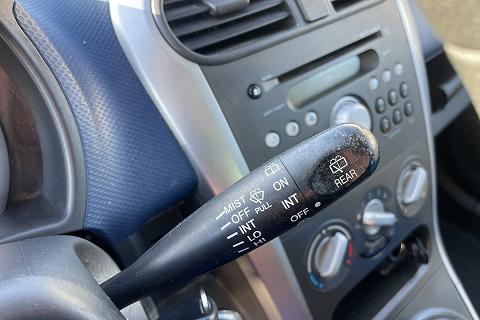 MIST
OFF
INT
LO
HI
PULL
ON
INT
OFF
REAR